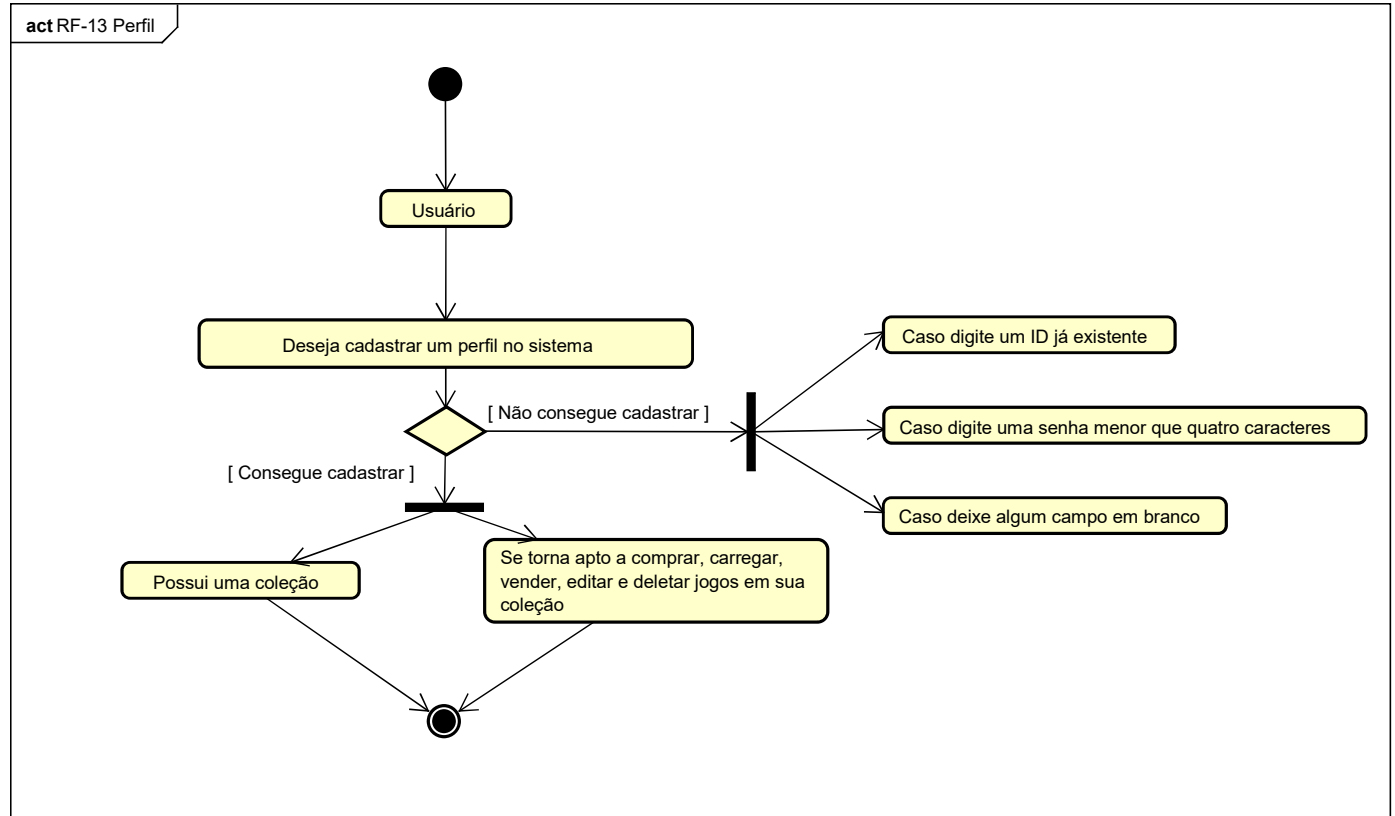 act RF-13 Perfil
Usuário
Deseja cadastrar um perfil no sistema
Caso digite um ID já existente
[ Não consegue cadastrar ]
Caso digite uma senha menor que quatro caracteres
[ Consegue cadastrar ]
Caso deixe algum campo em branco
Possui uma coleção
Se torna apto a comprar, carregar,
vender, editar e deletar jogos em sua
coleção